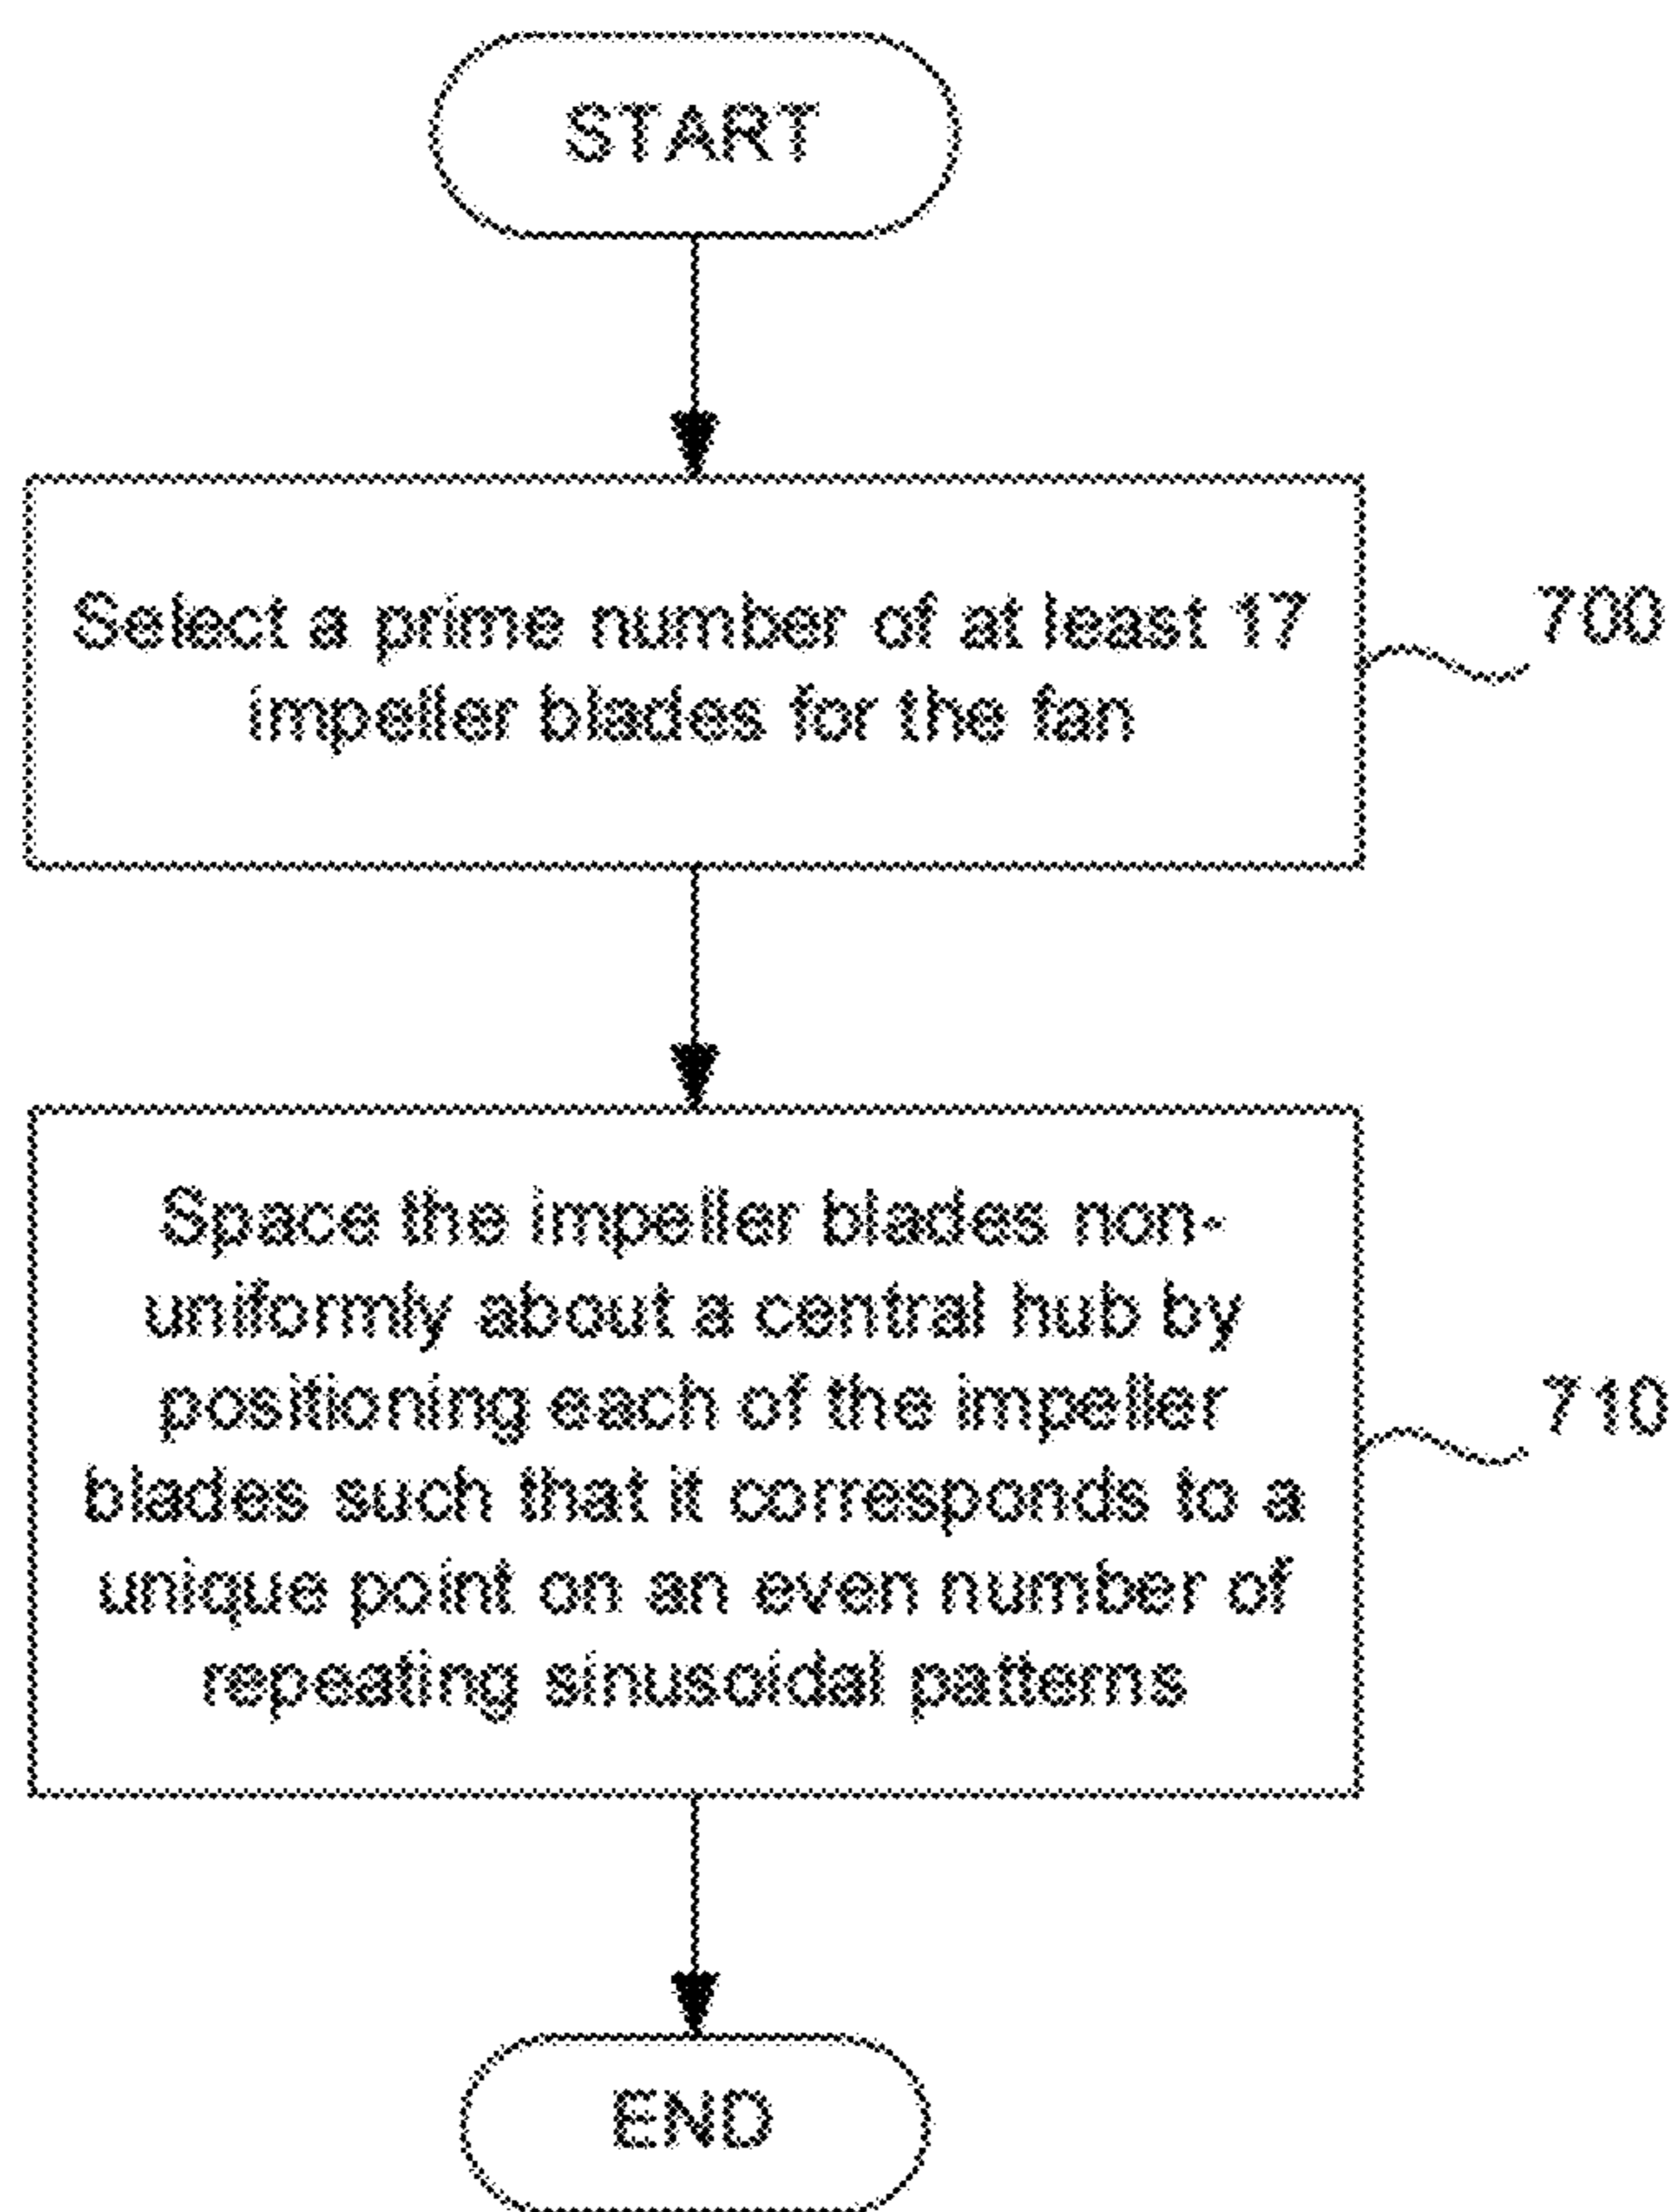 START
Select a prime number of at least 17
impeller blades for the fan
700
Space the impeller blades non-
uniformly about a central hub by
positioning each of the impeller
blades such that it corresponds to a
unique point on an even number of
repeating sinusoidal patterns
710
END